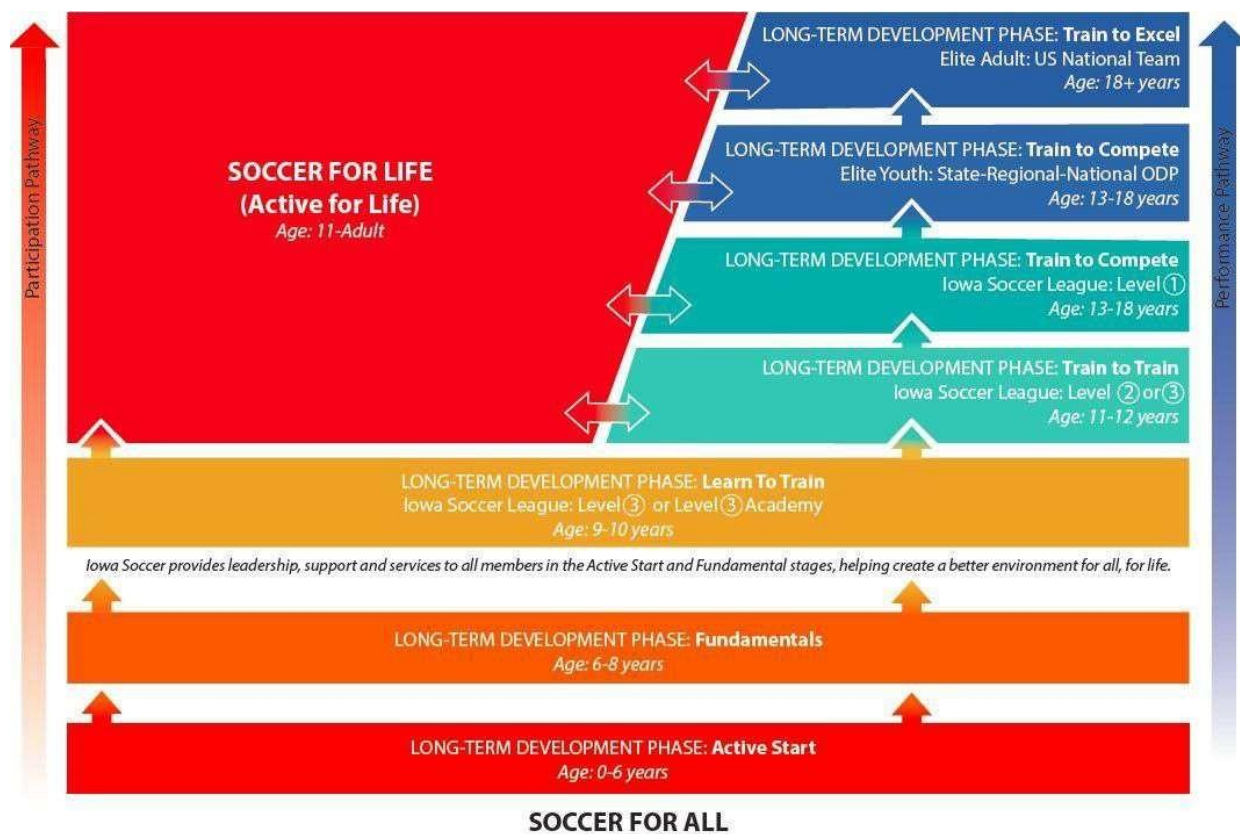 Participation Pathway
SOCCER FOR LIFE
(Active for Life)
Age: 11-Adult
LONG-TERM DEVELOPMENT PHASE: Train to Excel
Elite Adult: US National Team
Age: 18+ years
LONG-TERM DEVELOPMENT PHASE: Train to Compete
Elite Youth: State-Regional-National ODP
Age: 13-18 years
LONG-TERM DEVELOPMENT PHASE: Train to Compete
Iowa Soccer League: Level ①
Age: 13-18 years
LONG-TERM DEVELOPMENT PHASE: Train to Train
Iowa Soccer League: Level ② or ③
Age: 11-12 years
Performance Pathway
LONG-TERM DEVELOPMENT PHASE: Learn To Train
Iowa Soccer League: Level ③ or Level ③ Academy
Age: 9-10 years
Iowa Soccer provides leadership, support and services to all members in the Active Start and Fundamental stages, helping create a better environment for all, for life.
LONG-TERM DEVELOPMENT PHASE: Fundamentals
Age: 6-8 years
LONG-TERM DEVELOPMENT PHASE: Active Start
Age: 0-6 years
SOCCER FOR ALL